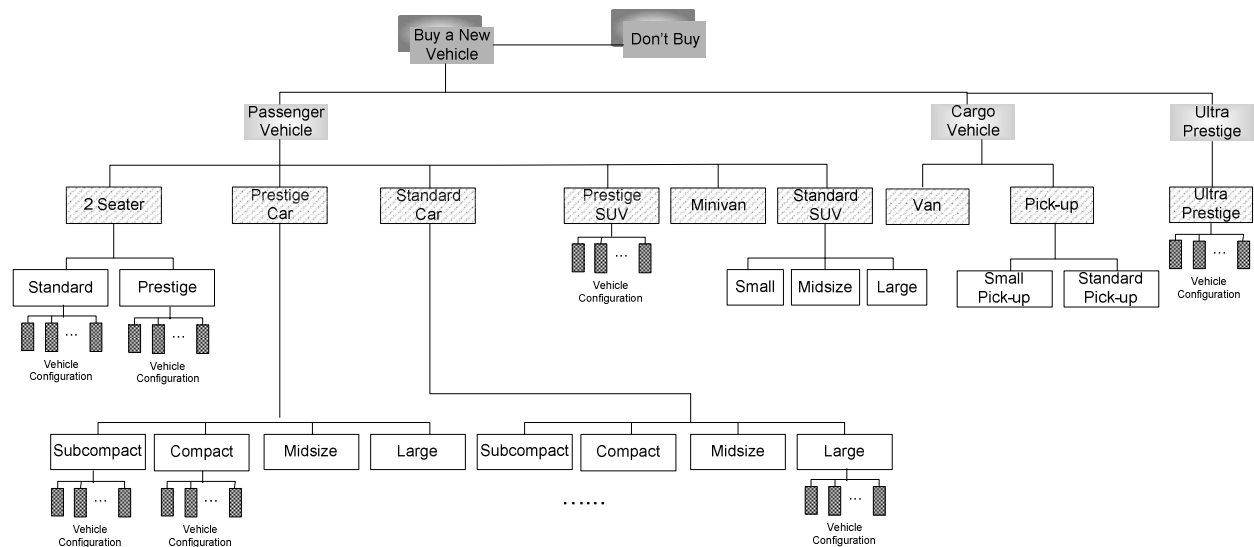 Buy a New
Vehicle
Don't Buy
Passenger
Vehicle
Cargo
Vehicle
Ultra
Prestige
2 Seater
Prestige
Car
Standard
Car
Prestige
SUV
Minivan
Standard
SUV
Van
Pick-up
Ultra
Prestige
...
Vehicle
Configuration
...
Vehicle
Configuration
Standard
Prestige
Small
Midsize
Large
Small
Pick-up
Standard
Pick-up
...
Vehicle
Configuration
...
Vehicle
Configuration
Subcompact
Compact
Midsize
Large
Subcompact
Compact
Midsize
Large
...
Vehicle
Configuration
...
Vehicle
Configuration
......
...
Vehicle
Configuration